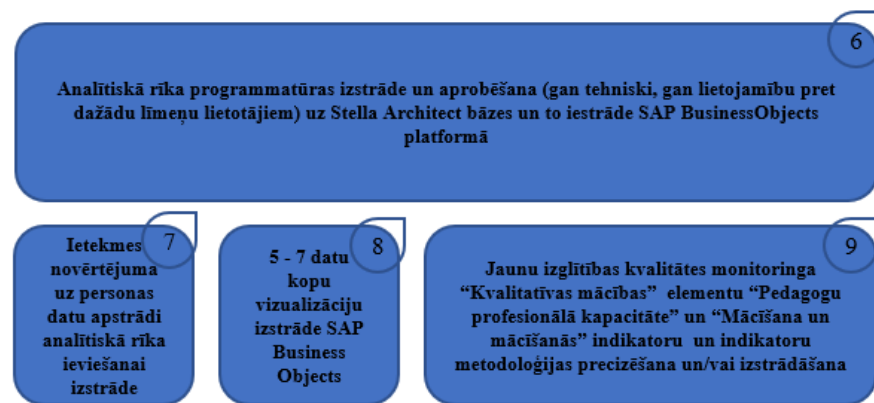 6
Analītiskā rīka programmatūras izstrāde un aprobēšana (gan tehniski, gan lietojamību pret
dažādu līmeņu lietotājiem) uz Stella Architect bāzes un to iestrāde SAP BusinessObjects
platformā
7
Ietekmes
novērtējuma
uz personas
datu apstrādi
analītiskā rīka
ieviešanai
izstrāde
8
5 - 7 datu
kopu
vizualizāciju
izstrāde SAP
Business
Objects
9
Jaunu izglītības kvalitātes monitoringa
“Kvalitatīvas mācības” elementu “Pedagogu
profesionālā kapacitāte” un “Mācīšana un
mācīšanās” indikatoru un indikatoru
metodoloģijas precizēšana un/vai izstrādāšana